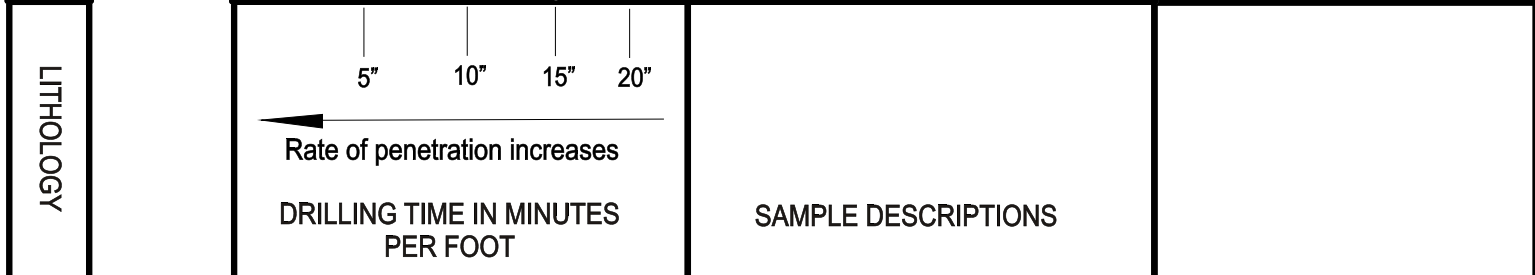 LITHOLOGY
5” 10” 15” 20”
Rate of penetration increases
DRILLING TIME IN MINUTES
PER FOOT
SAMPLE DESCRIPTIONS